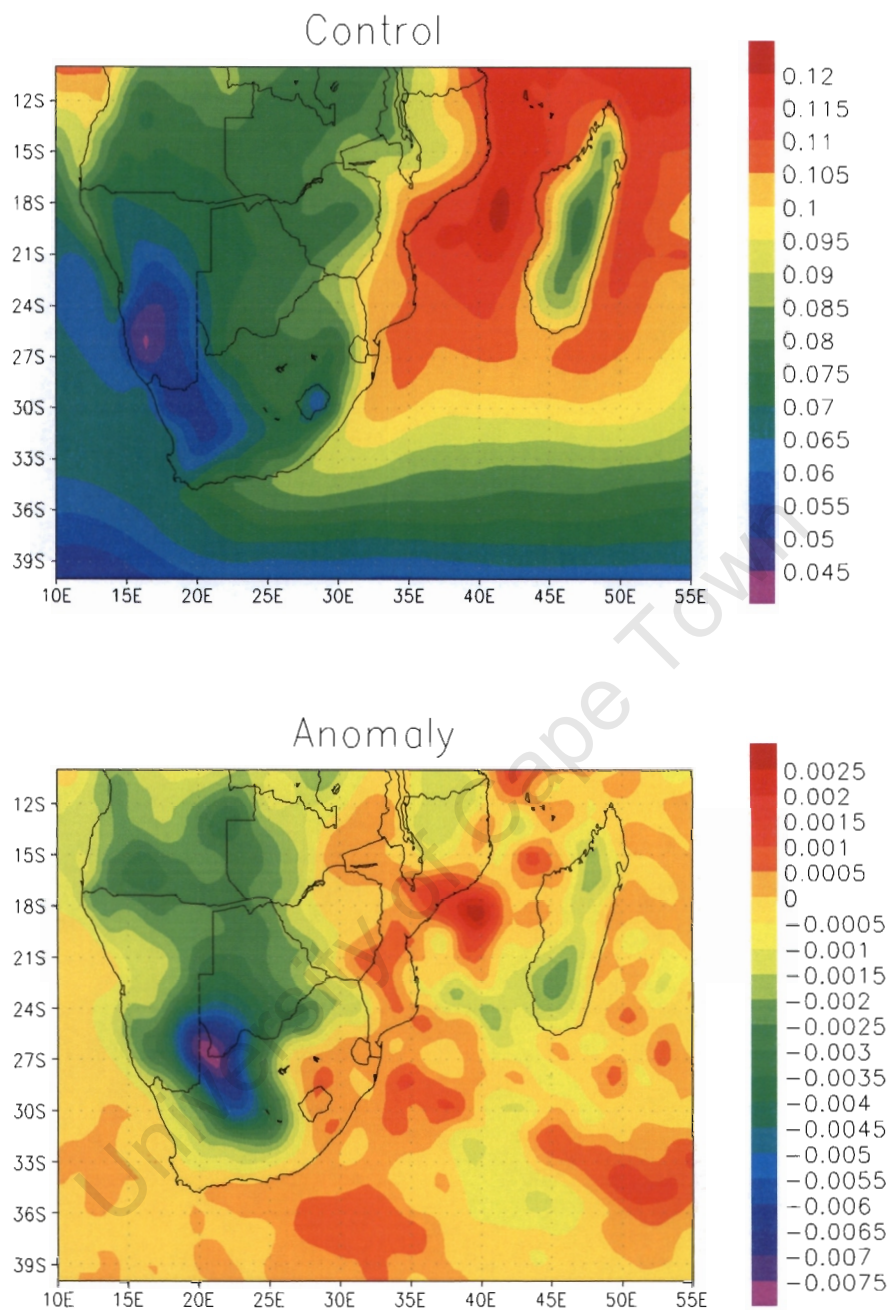 Control
12S
15S
18S
21S
24S
27S
30S
33S
36S
39S
10E 15E 20E 25E 30E 35E 40E 45E 50E 55E
0.12
0.115
0.11
0.105
0.1
0.095
0.09
0.085
0.08
0.075
0.07
0.065
0.06
0.055
0.05
0.045
Anomaly
12S
15S
18S
21S
24S
27S
30S
33S
36S
39S
10E 15E 20E 25E 30E 35E 40E 45E 50E 55E
0.0025
0.002
0.0015
0.001
0.0005
0
-0.0005
-0.001
-0.0015
-0.002
-0.0025
-0.003
-0.0035
-0.004
-0.0045
-0.005
-0.0055
-0.006
-0.0065
-0.007
-0.0075
University of Cape Town